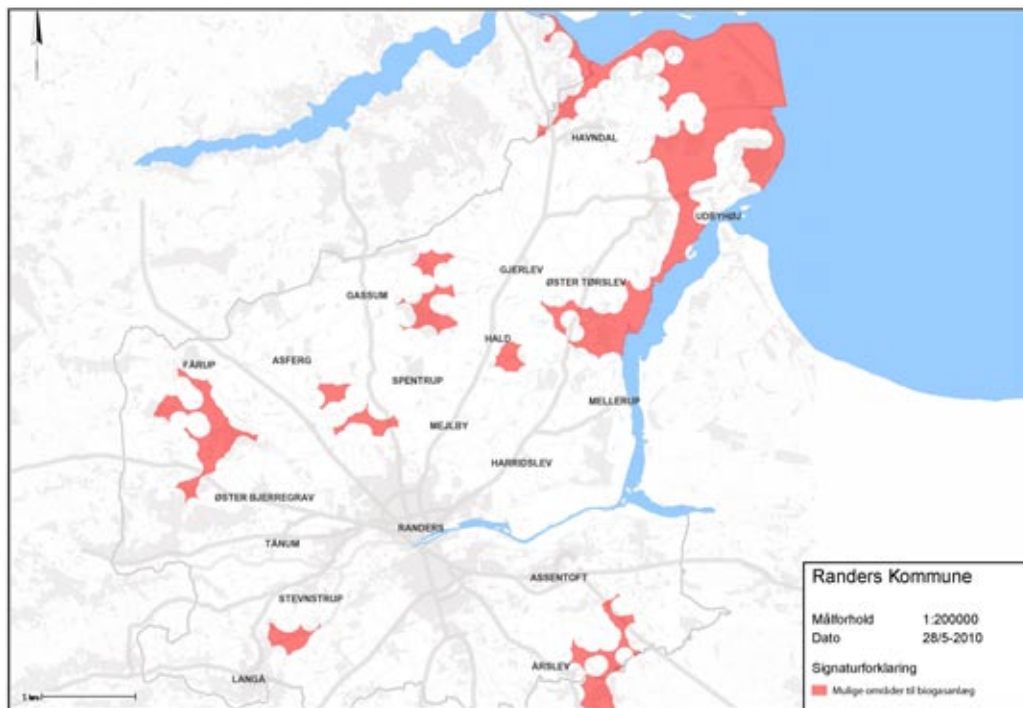 HAVNDAL
UDBYHØJ
GJERLEV
ØSTER TØRSLEV
GASSUM
HALD
FÅRUP
ASFERG
SPENTRUP
MELLERUP
MEJLBY
HARRIDSLEV
ØSTER BJERREGRAV
RANDERS
TÅNUM
ASSENTOFT
STEVNSTRUP
ÅRSLEV
LANGÅ
Randers Kommune
Målforhold 1:200000
Dato 28/5-2010
Signaturforklaring
Mulige områder til biogasanlæg